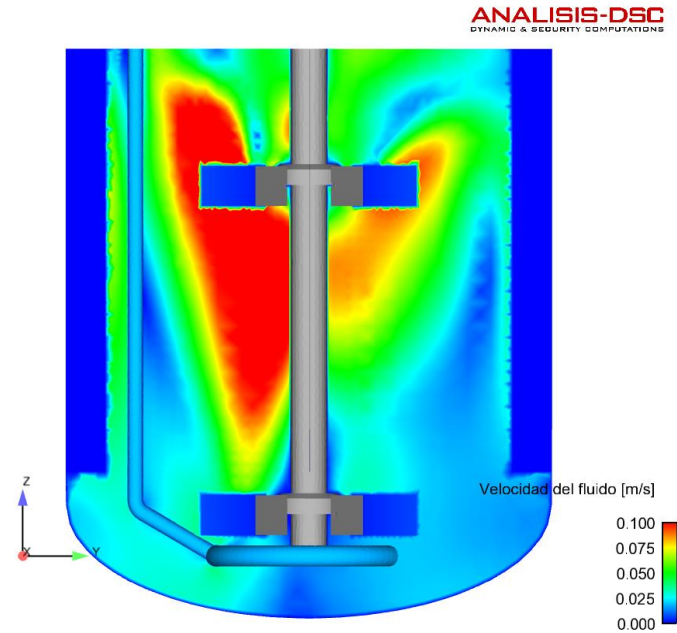 ANALISIS-DSC
DYNAMIC & SECURITY COMPUTATIONS
Z
X
Y
Velocidad del fluido [m/s]
0.100
0.075
0.050
0.025
0.000